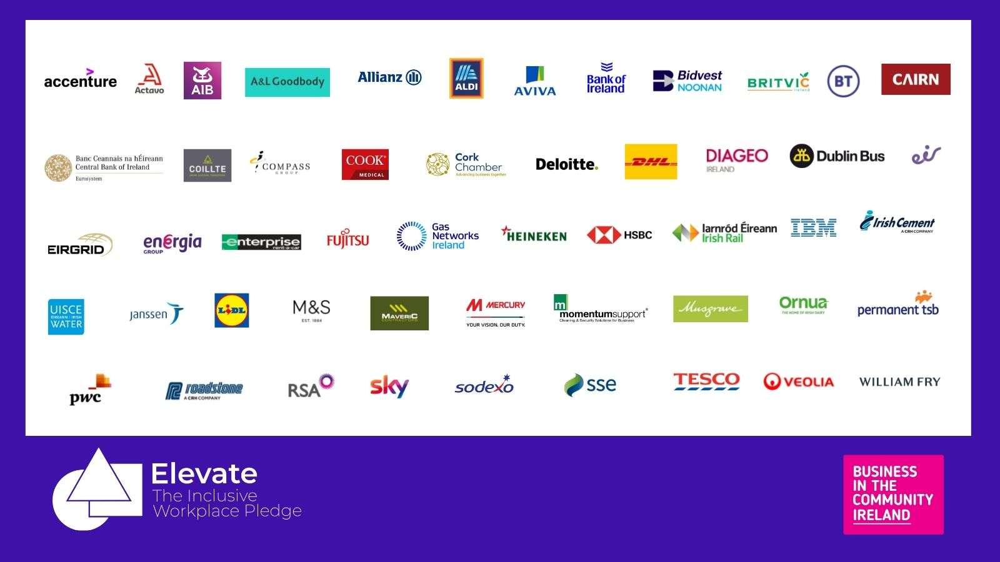 accenture
Actavo
AIB
A&L Goodbody
Allianz
ALDI
AVIVA
Bank of
Ireland
Bidvest
NOONAN
BRITVIC
ireland
BT
CAIRN
Banc Ceannais na hÉireann
Central Bank of Ireland
Eurosystem
COILLTE
COMPASS
GROUP
COOK
MEDICAL
Cork
Chamber
Advancing business together
Deloitte.
DHL
DIAGEO
IRELAND
Dublin Bus
eir
EIRGRID
energia
GROUP
enterprise
rent-a-car
FUJITSU
Gas
Networks
Ireland
HEINEKEN
HSBC
Iarnród Éireann
Irish Rail
IBM
Irish Cement
A CRH COMPANY
UISCE
ÉIREANN : IRISH
WATER
janssen
LIDL
M&S
EST. 1884
MAVERIC
CONTRACTORS
M MERCURY
YOUR VISION. OUR DUTY.
m
momentumsupport®
Cleaning & Security Solutions for Business
Musgrave
Ornua
THE HOME OF IRISH DAIRY
permanent tsb
pwc
roadstone
A CRH COMPANY
RSA
sky
sodexo
sse
TESCO
VEOLIA
WILLIAM FRY
Elevate
The Inclusive
Workplace Pledge
BUSINESS
IN THE
COMMUNITY
IRELAND